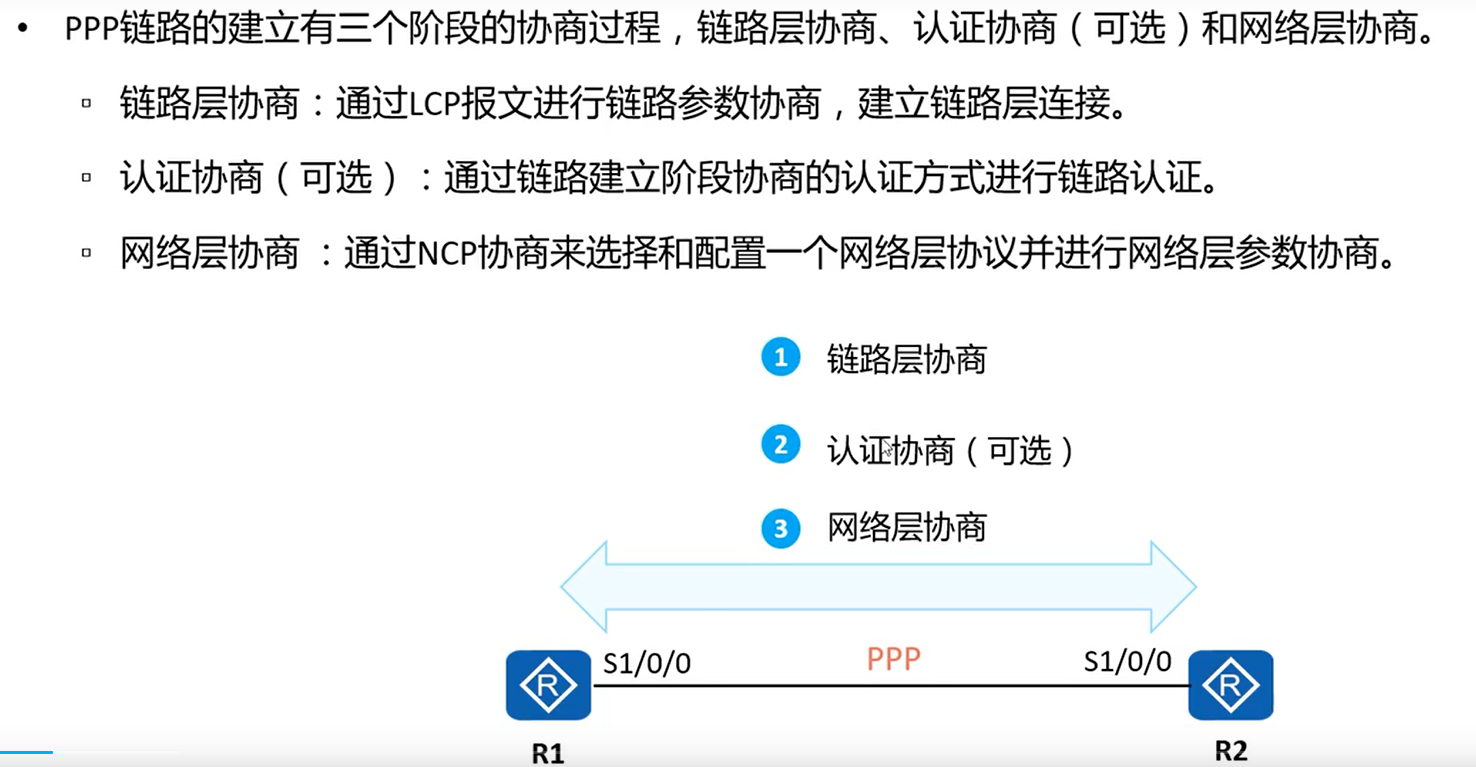 • PPP链路的建立有三个阶段的协商过程，链路层协商、认证协商（可选）和网络层协商。
▫ 链路层协商：通过LCP报文进行链路参数协商，建立链路层连接。
▫ 认证协商（可选）：通过链路建立阶段协商的认证方式进行链路认证。
▫ 网络层协商 ：通过NCP协商来选择和配置一个网络层协议并进行网络层参数协商。
1 链路层协商
2 认证协商（可选）
3 网络层协商
S1/0/0 PPP S1/0/0
R R
R1 R2